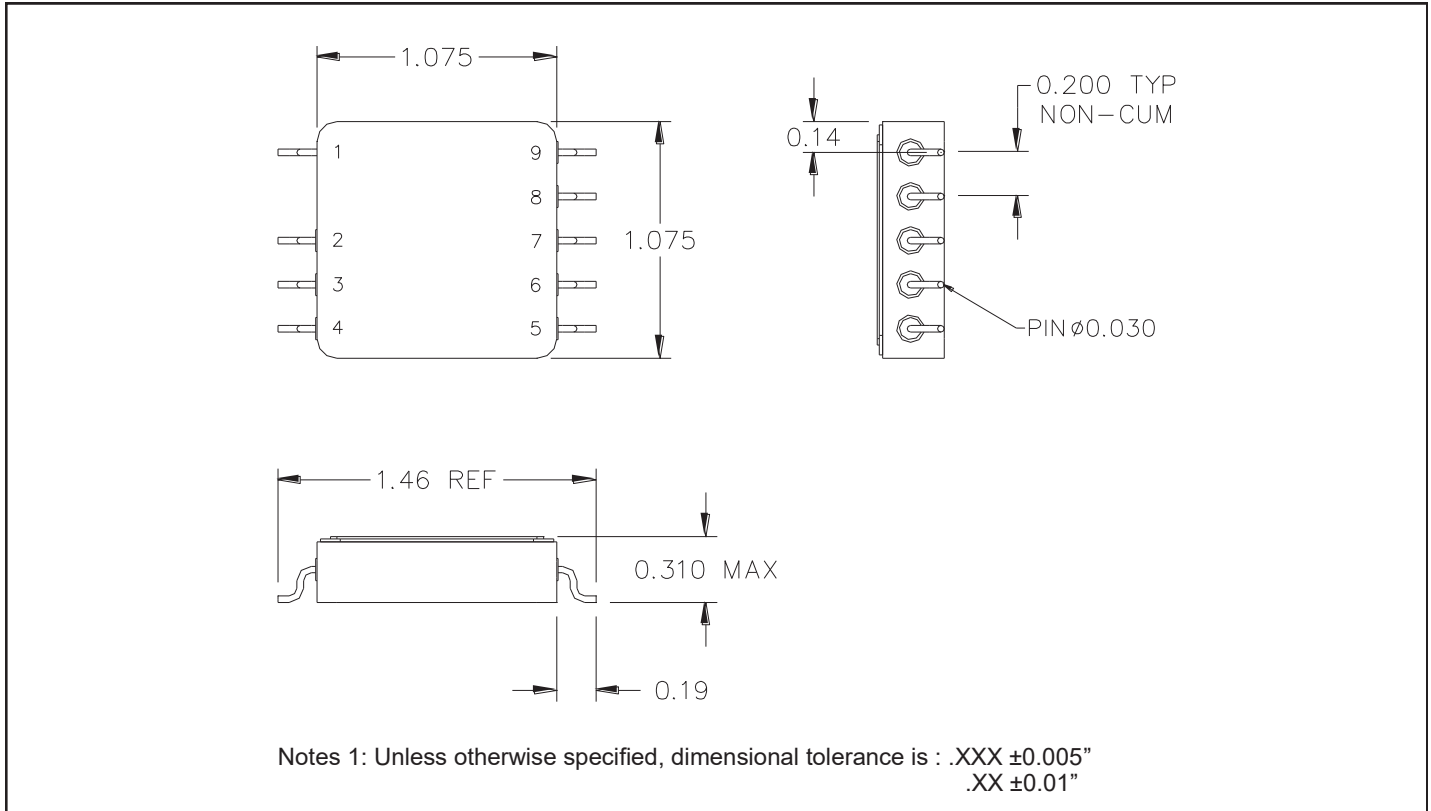 1.075
0.200 TYP
NON-CUM
0.14
1 9
8
2 7
1.075
3 6
4 5
PIN⌀0.030
1.46 REF
0.310 MAX
0.19
Notes 1: Unless otherwise specified, dimensional tolerance is : .XXX ±0.005”
.XX ±0.01”